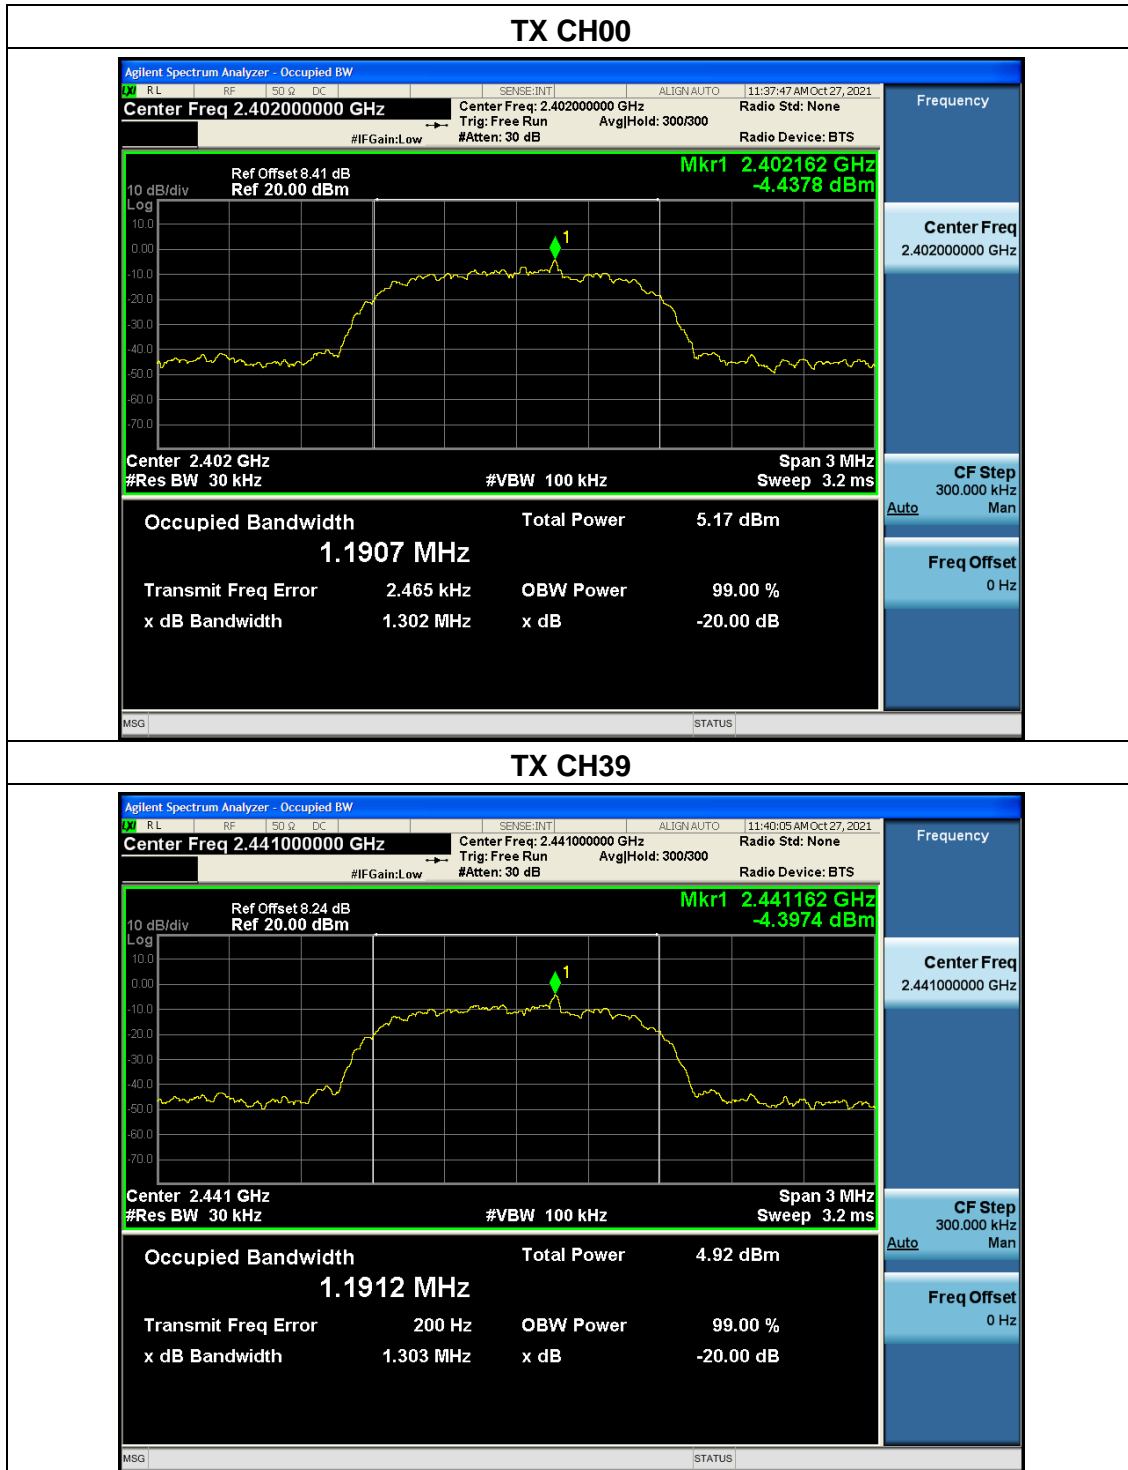 TX CH00
Agilent Spectrum Analyzer - Occupied BW
LXI RL RF 50 Ω DC SENSE:INT ALIGN AUTO 11:37:47 AM Oct 27, 2021
Center Freq 2.402000000 GHz
Center Freq: 2.402000000 GHz
Radio Std: None
Trig: Free Run Avg|Hold: 300/300
#IFGain:Low #Atten: 30 dB Radio Device: BTS
Frequency
Mkr1 2.402162 GHz
-4.4378 dBm
Ref Offset 8.41 dB
10 dB/div Ref 20.00 dBm
Log
10.0
0.00
-10.0
-20.0
-30.0
-40.0
-50.0
-60.0
-70.0
1
Center 2.402 GHz Span 3 MHz
#Res BW 30 kHz #VBW 100 kHz Sweep 3.2 ms
Center Freq
2.402000000 GHz
CF Step
300.000 kHz
Auto Man
Freq Offset
0 Hz
Occupied Bandwidth Total Power 5.17 dBm
1.1907 MHz
Transmit Freq Error 2.465 kHz OBW Power 99.00 %
x dB Bandwidth 1.302 MHz x dB -20.00 dB
MSG STATUS
TX CH39
Agilent Spectrum Analyzer - Occupied BW
LXI RL RF 50 Ω DC SENSE:INT ALIGN AUTO 11:40:05 AM Oct 27, 2021
Center Freq 2.441000000 GHz
Center Freq: 2.441000000 GHz
Radio Std: None
Trig: Free Run Avg|Hold: 300/300
#IFGain:Low #Atten: 30 dB Radio Device: BTS
Frequency
Mkr1 2.441162 GHz
-4.3974 dBm
Ref Offset 8.24 dB
10 dB/div Ref 20.00 dBm
Log
10.0
0.00
-10.0
-20.0
-30.0
-40.0
-50.0
-60.0
-70.0
1
Center 2.441 GHz Span 3 MHz
#Res BW 30 kHz #VBW 100 kHz Sweep 3.2 ms
Center Freq
2.441000000 GHz
CF Step
300.000 kHz
Auto Man
Freq Offset
0 Hz
Occupied Bandwidth Total Power 4.92 dBm
1.1912 MHz
Transmit Freq Error 200 Hz OBW Power 99.00 %
x dB Bandwidth 1.303 MHz x dB -20.00 dB
MSG STATUS